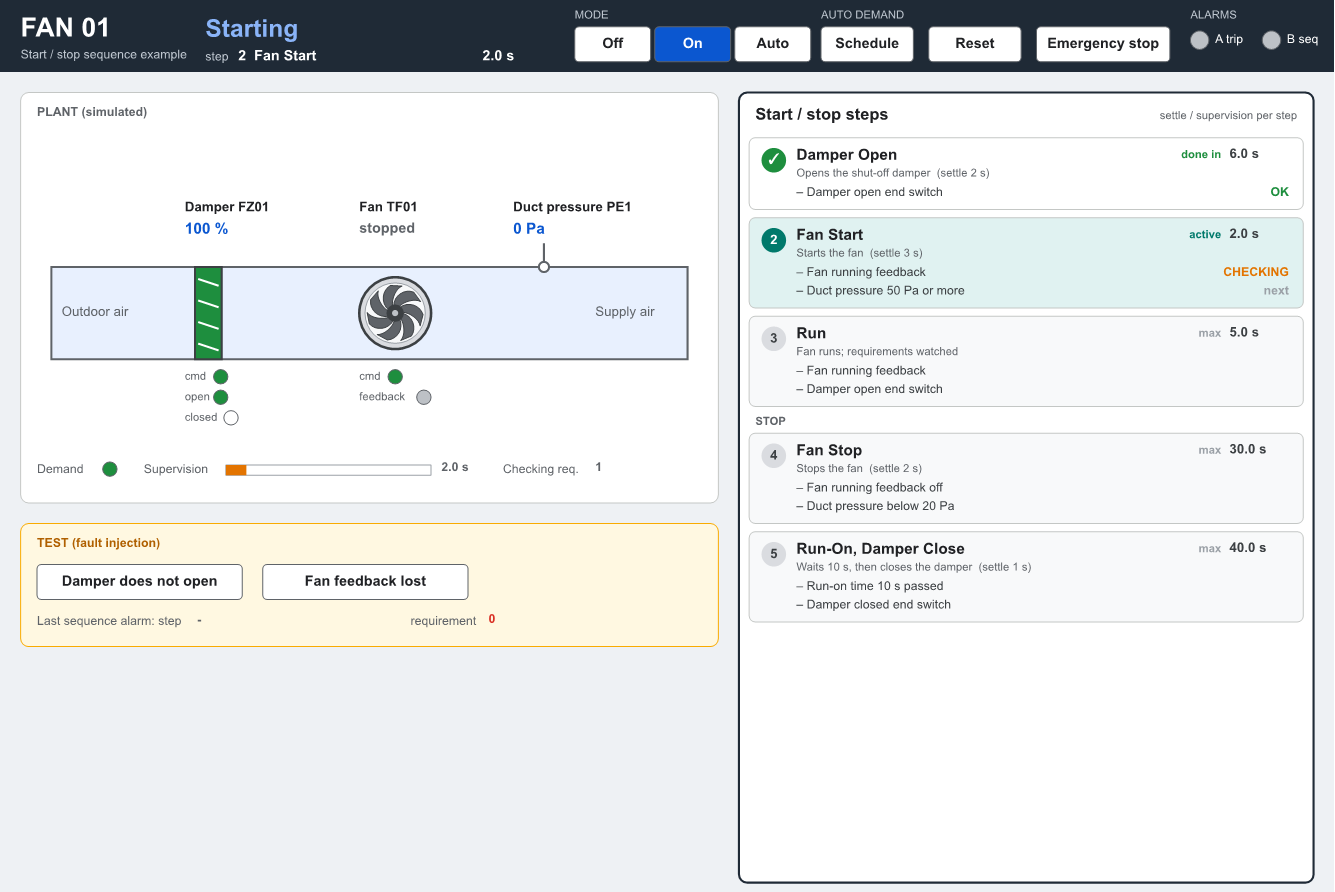 FAN 01
Start / stop sequence example
Starting
step 2 Fan Start 2.0 s
MODE
Off On Auto
AUTO DEMAND
Schedule Reset Emergency stop
ALARMS
A trip B seq
PLANT (simulated)
Damper FZ01
100 %
Fan TF01
stopped
Duct pressure PE1
0 Pa
Outdoor air
Supply air
cmd
open
closed
cmd
feedback
Demand Supervision 2.0 s Checking req. 1
TEST (fault injection)
Damper does not open Fan feedback lost
Last sequence alarm: step - requirement 0
Start / stop steps settle / supervision per step
✓ Damper Open done in 6.0 s
Opens the shut-off damper (settle 2 s)
– Damper open end switch OK
2 Fan Start active 2.0 s
Starts the fan (settle 3 s)
– Fan running feedback CHECKING
– Duct pressure 50 Pa or more next
3 Run max 5.0 s
Fan runs; requirements watched
– Fan running feedback
– Damper open end switch
STOP
4 Fan Stop max 30.0 s
Stops the fan (settle 2 s)
– Fan running feedback off
– Duct pressure below 20 Pa
5 Run-On, Damper Close max 40.0 s
Waits 10 s, then closes the damper (settle 1 s)
– Run-on time 10 s passed
– Damper closed end switch